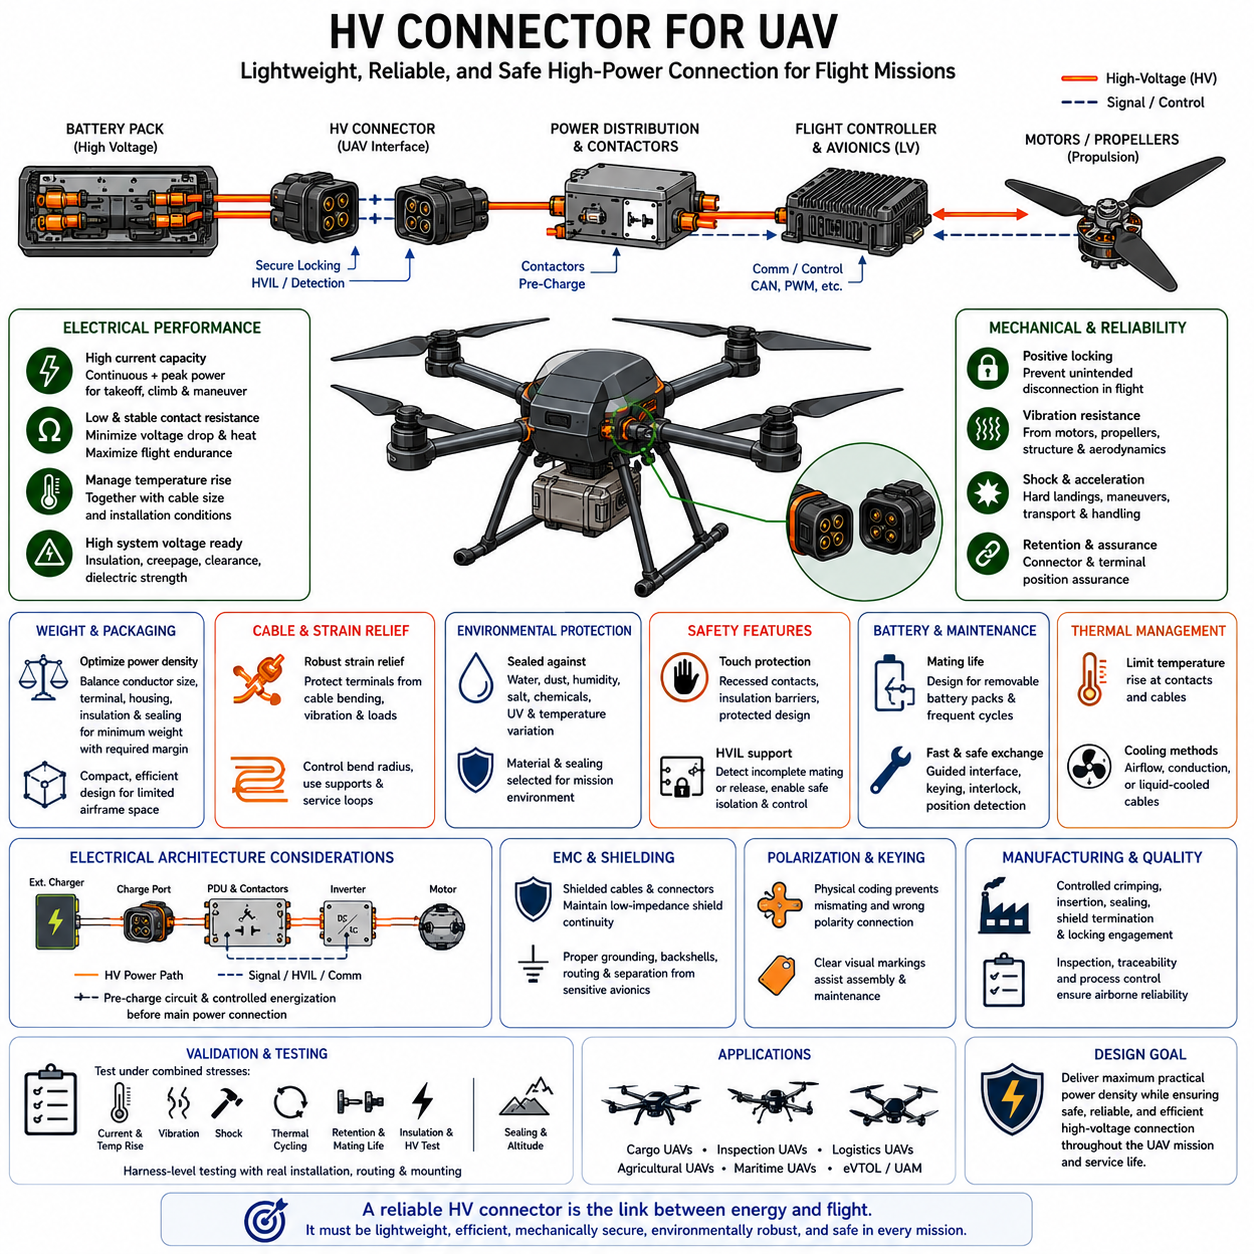 HV CONNECTOR FOR UAV
Lightweight, Reliable, and Safe High-Power Connection for Flight Missions
High-Voltage (HV)
Signal / Control
BATTERY PACK
(High Voltage)
HV CONNECTOR
(UAV Interface)
POWER DISTRIBUTION
& CONTACTORS
FLIGHT CONTROLLER
& AVIONICS (LV)
MOTORS / PROPELLERS
(Propulsion)
Secure Locking
HVIL / Detection
Contactors
Pre-Charge
Comm / Control
CAN, PWM, etc.
ELECTRICAL PERFORMANCE
High current capacity
Continuous + peak power
for takeoff, climb & maneuver
Ω
Low & stable contact resistance
Minimize voltage drop & heat
Maximize flight endurance
Manage temperature rise
Together with cable size
and installation conditions
High system voltage ready
Insulation, creepage, clearance,
dielectric strength
MECHANICAL & RELIABILITY
Positive locking
Prevent unintended
disconnection in flight
Vibration resistance
From motors, propellers,
structure & aerodynamics
Shock & acceleration
Hard landings, maneuvers,
transport & handling
Retention & assurance
Connector & terminal
position assurance
WEIGHT & PACKAGING
Optimize power density
Balance conductor size,
terminal, housing,
insulation & sealing
for minimum weight
with required margin
Compact, efficient
design for limited
airframe space
CABLE & STRAIN RELIEF
Robust strain relief
Protect terminals from
cable bending,
vibration & loads
Control bend radius,
use supports &
service loops
ENVIRONMENTAL PROTECTION
Sealed against
Water, dust, humidity,
salt, chemicals,
UV & temperature
variation
Material & sealing
selected for mission
environment
SAFETY FEATURES
Touch protection
Recessed contacts,
insulation barriers,
protected design
HVIL support
Detect incomplete mating
or release, enable safe
isolation & control
BATTERY & MAINTENANCE
Mating life
Design for removable
battery packs &
frequent cycles
Fast & safe exchange
Guided interface,
keying, interlock,
position detection
THERMAL MANAGEMENT
Limit temperature
rise at contacts
and cables
Cooling methods
Airflow, conduction,
or liquid-cooled
cables
ELECTRICAL ARCHITECTURE CONSIDERATIONS
Ext. Charger
Charge Port
PDU & Contactors
Inverter
Motor
HV Power Path
Signal / HVIL / Comm
Pre-charge circuit & controlled energization
before main power connection
EMC & SHIELDING
Shielded cables & connectors
Maintain low-impedance shield
continuity
Proper grounding, backshells,
routing & separation from
sensitive avionics
POLARIZATION & KEYING
Physical coding prevents
mismating and wrong
polarity connection
Clear visual markings
assist assembly &
maintenance
MANUFACTURING & QUALITY
Controlled crimping,
insertion, sealing,
shield termination
& locking engagement
Inspection, traceability
and process control
ensure airborne reliability
VALIDATION & TESTING
Test under combined stresses:
Current &
Temp Rise
Vibration
Shock
Thermal
Cycling
Retention &
Mating Life
Insulation &
HV Test
Sealing &
Altitude
Harness-level testing with real installation, routing & mounting
APPLICATIONS
Cargo UAVs • Inspection UAVs • Logistics UAVs
Agricultural UAVs • Maritime UAVs • eVTOL / UAM
DESIGN GOAL
Deliver maximum practical
power density while ensuring
safe, reliable, and efficient
high-voltage connection
throughout the UAV mission
and service life.
A reliable HV connector is the link between energy and flight.
It must be lightweight, efficient, mechanically secure, environmentally robust, and safe in every mission.